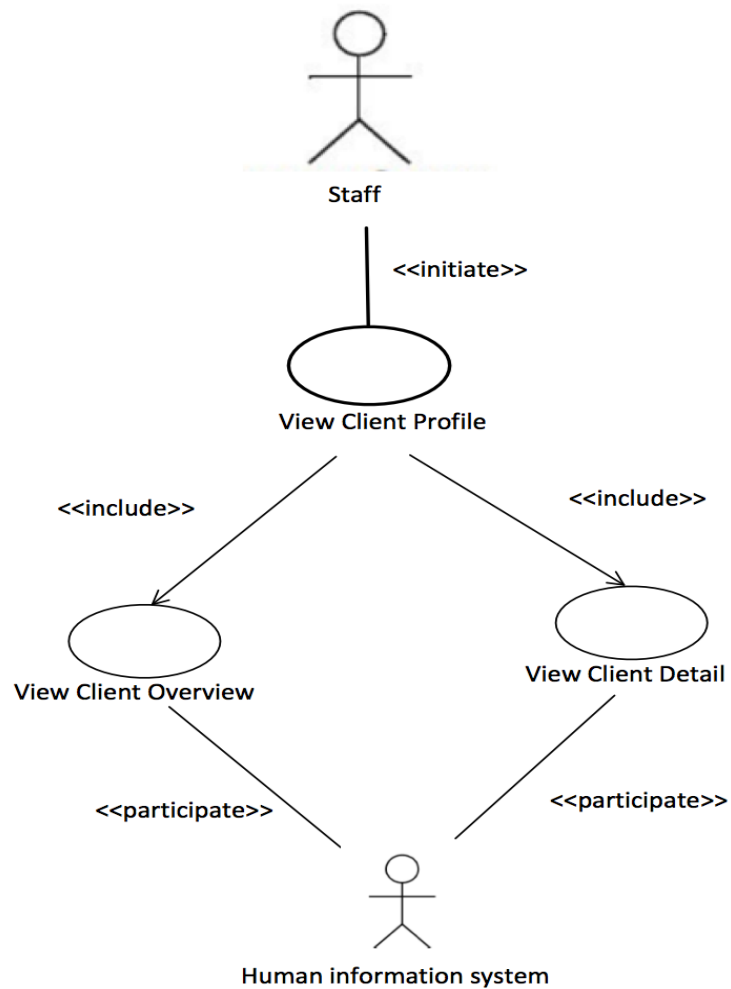 Staff
<<initiate>>
View Client Profile
<<include>>
<<include>>
View Client Detail
View Client Overview
<<participate>>
<<participate>>
Human information system